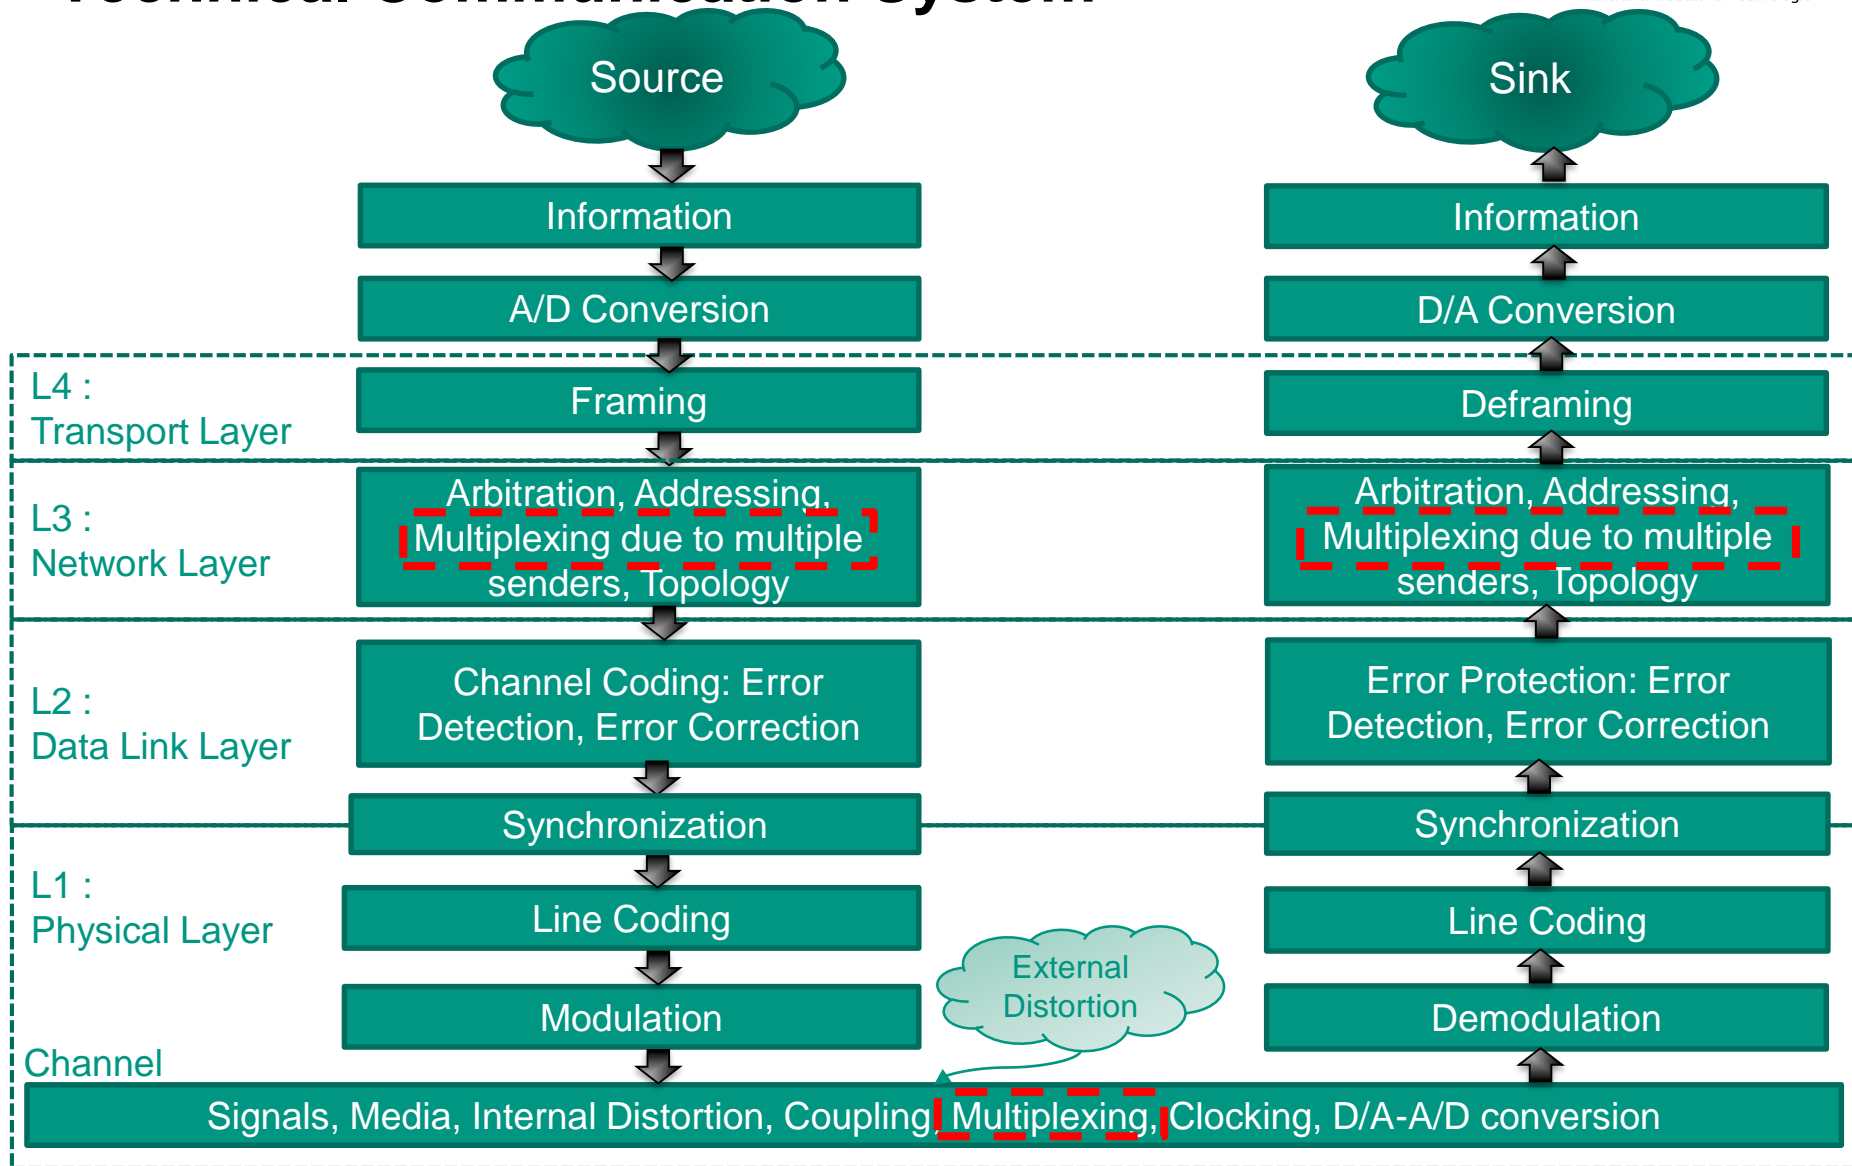 Technical Communication System
Source
Sink
Information
Information
A/D Conversion
D/A Conversion
L4 :
Transport Layer
Framing
Deframing
L3 :
Network Layer
Arbitration, Addressing,
Multiplexing due to multiple
senders, Topology
Arbitration, Addressing,
Multiplexing due to multiple
senders, Topology
L2 :
Data Link Layer
Channel Coding: Error
Detection, Error Correction
Error Protection: Error
Detection, Error Correction
Synchronization
Synchronization
L1 :
Physical Layer
Line Coding
Line Coding
External
Distortion
Modulation
Demodulation
Channel
Signals, Media, Internal Distortion, Coupling, Multiplexing, Clocking, D/A-A/D conversion